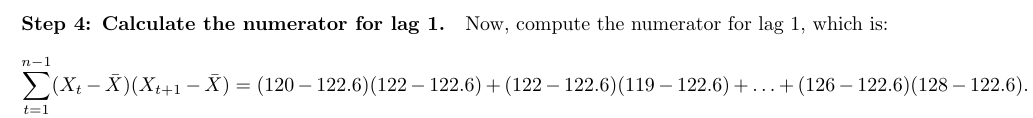 Step 4: Calculate the numerator for lag 1. Now, compute the numerator for lag 1, which is:
n−1
∑(Xₜ − X̄)(Xₜ₊₁ − X̄) = (120 − 122.6)(122 − 122.6) + (122 − 122.6)(119 − 122.6) + . . . + (126 − 122.6)(128 − 122.6).
t=1